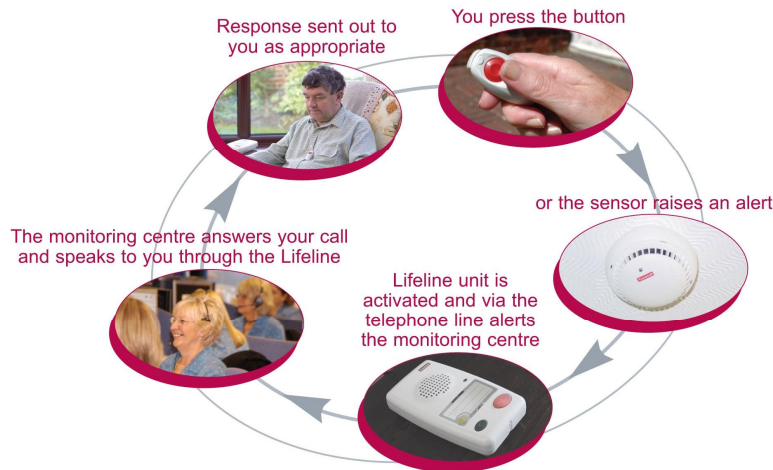 You press the button
or the sensor raises an alert
Lifeline unit is
activated and via the
telephone line alerts
the monitoring centre
The monitoring centre answers your call
and speaks to you through the Lifeline
Response sent out to
you as appropriate